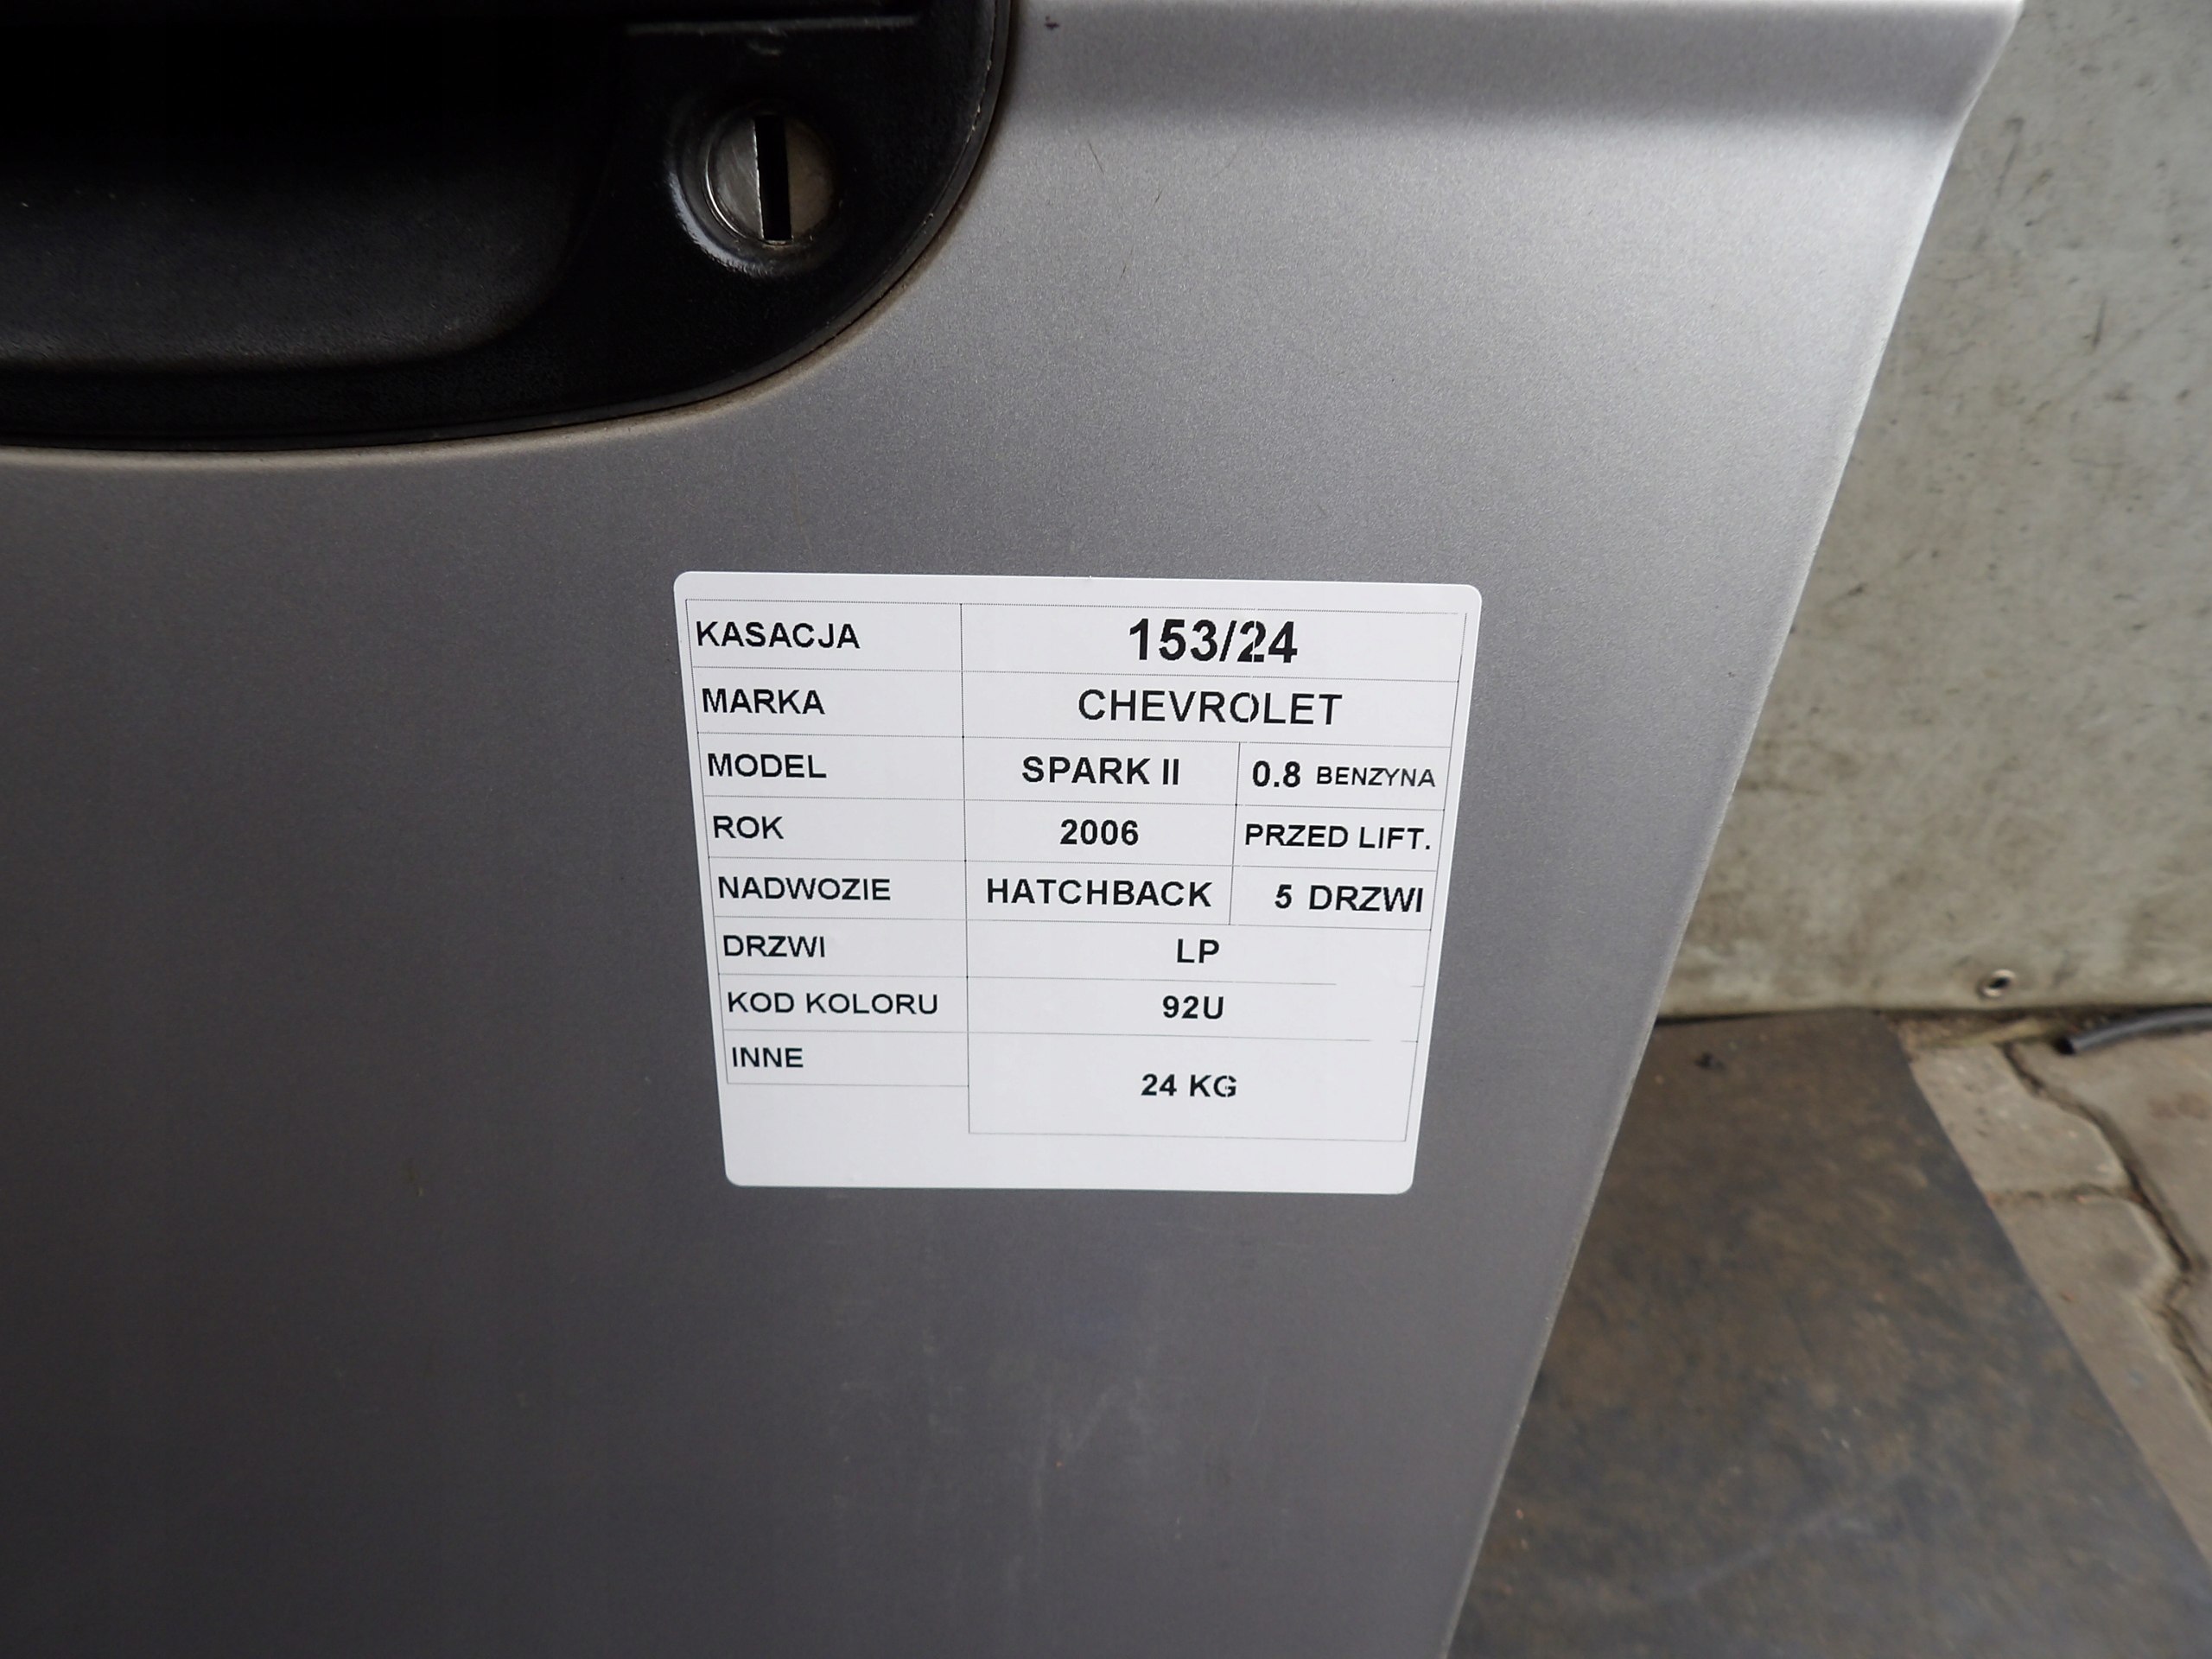 KASACJA 153/24
MARKA CHEVROLET
MODEL SPARK II 0.8 BENZYNA
ROK 2006 PRZED LIFT.
NADWOZIE HATCHBACK 5 DRZWI
DRZWI LP
KOD KOLORU 92U
INNE 24 KG